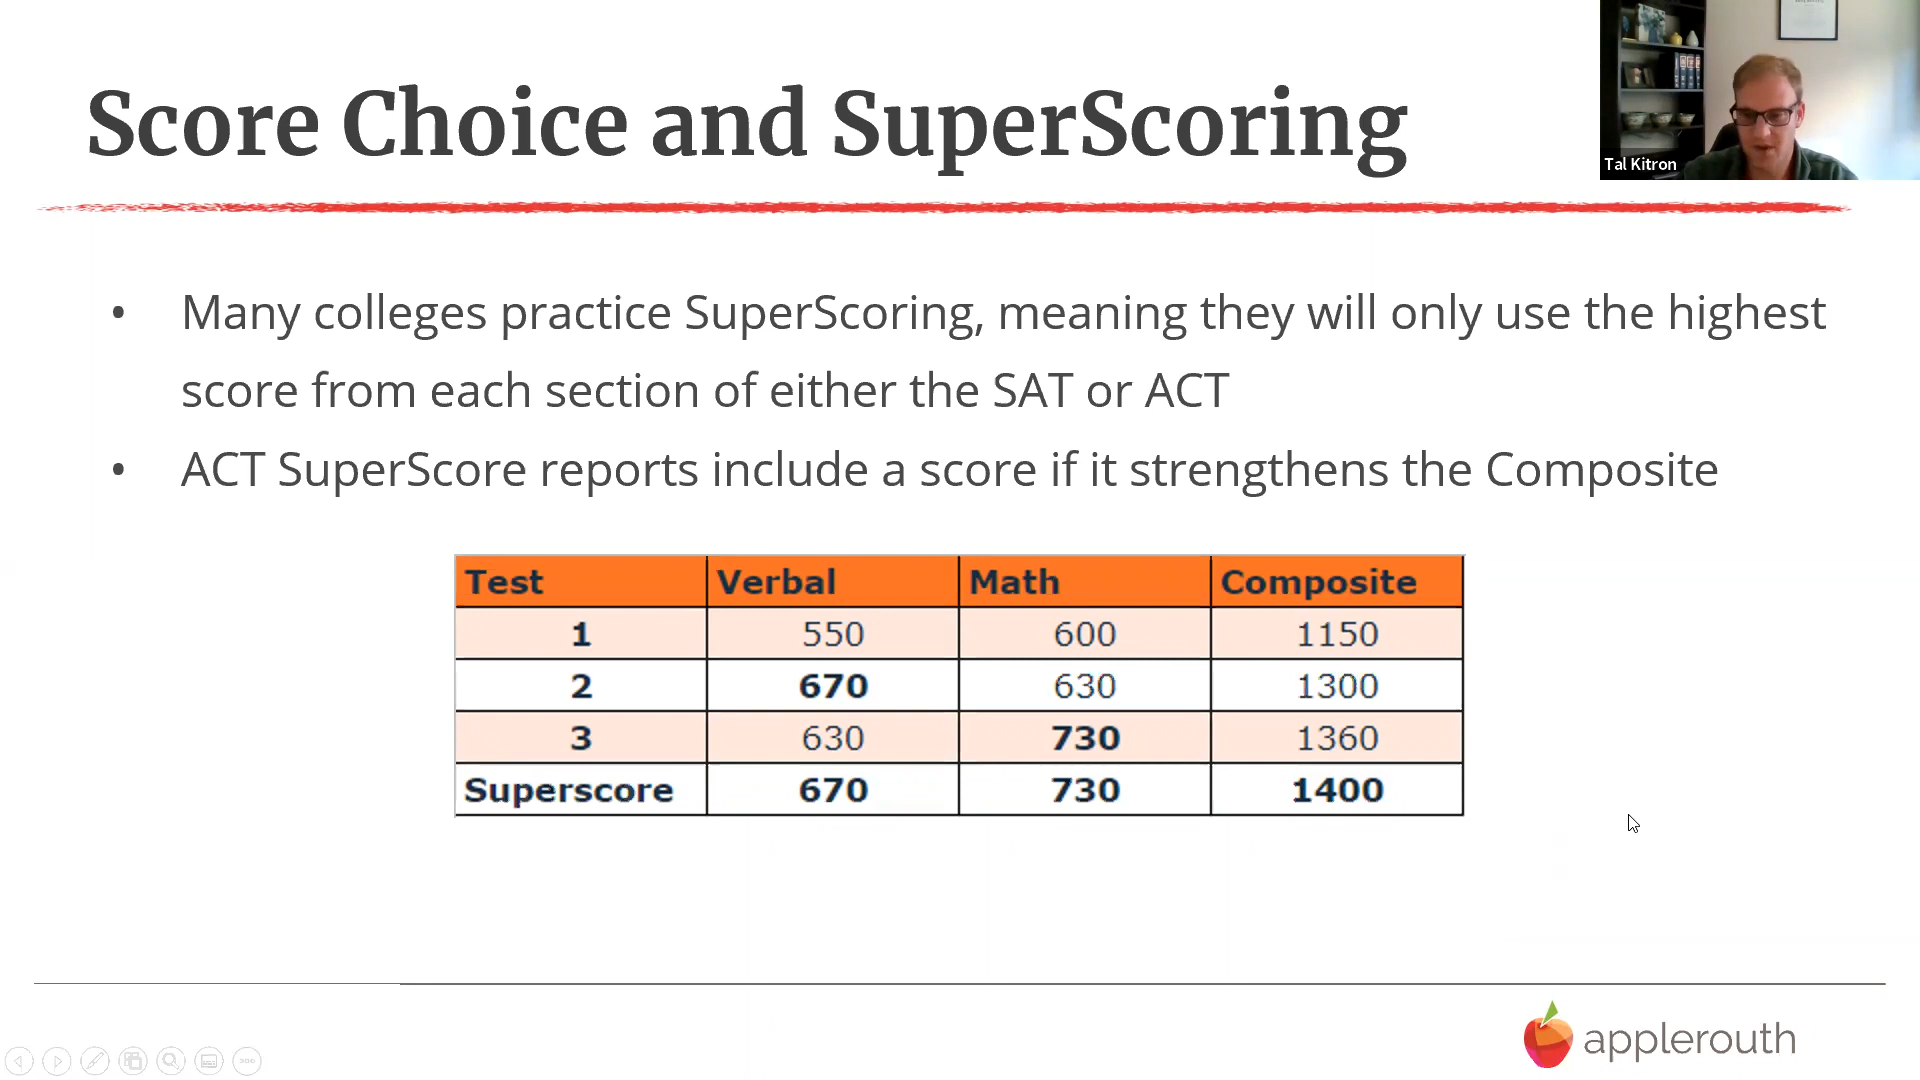 Score Choice and SuperScoring
Tal Kitron
• Many colleges practice SuperScoring, meaning they will only use the highest
score from each section of either the SAT or ACT
• ACT SuperScore reports include a score if it strengthens the Composite
Test Verbal Math Composite
1 550 600 1150
2 670 630 1300
3 630 730 1360
Superscore 670 730 1400
applerouth